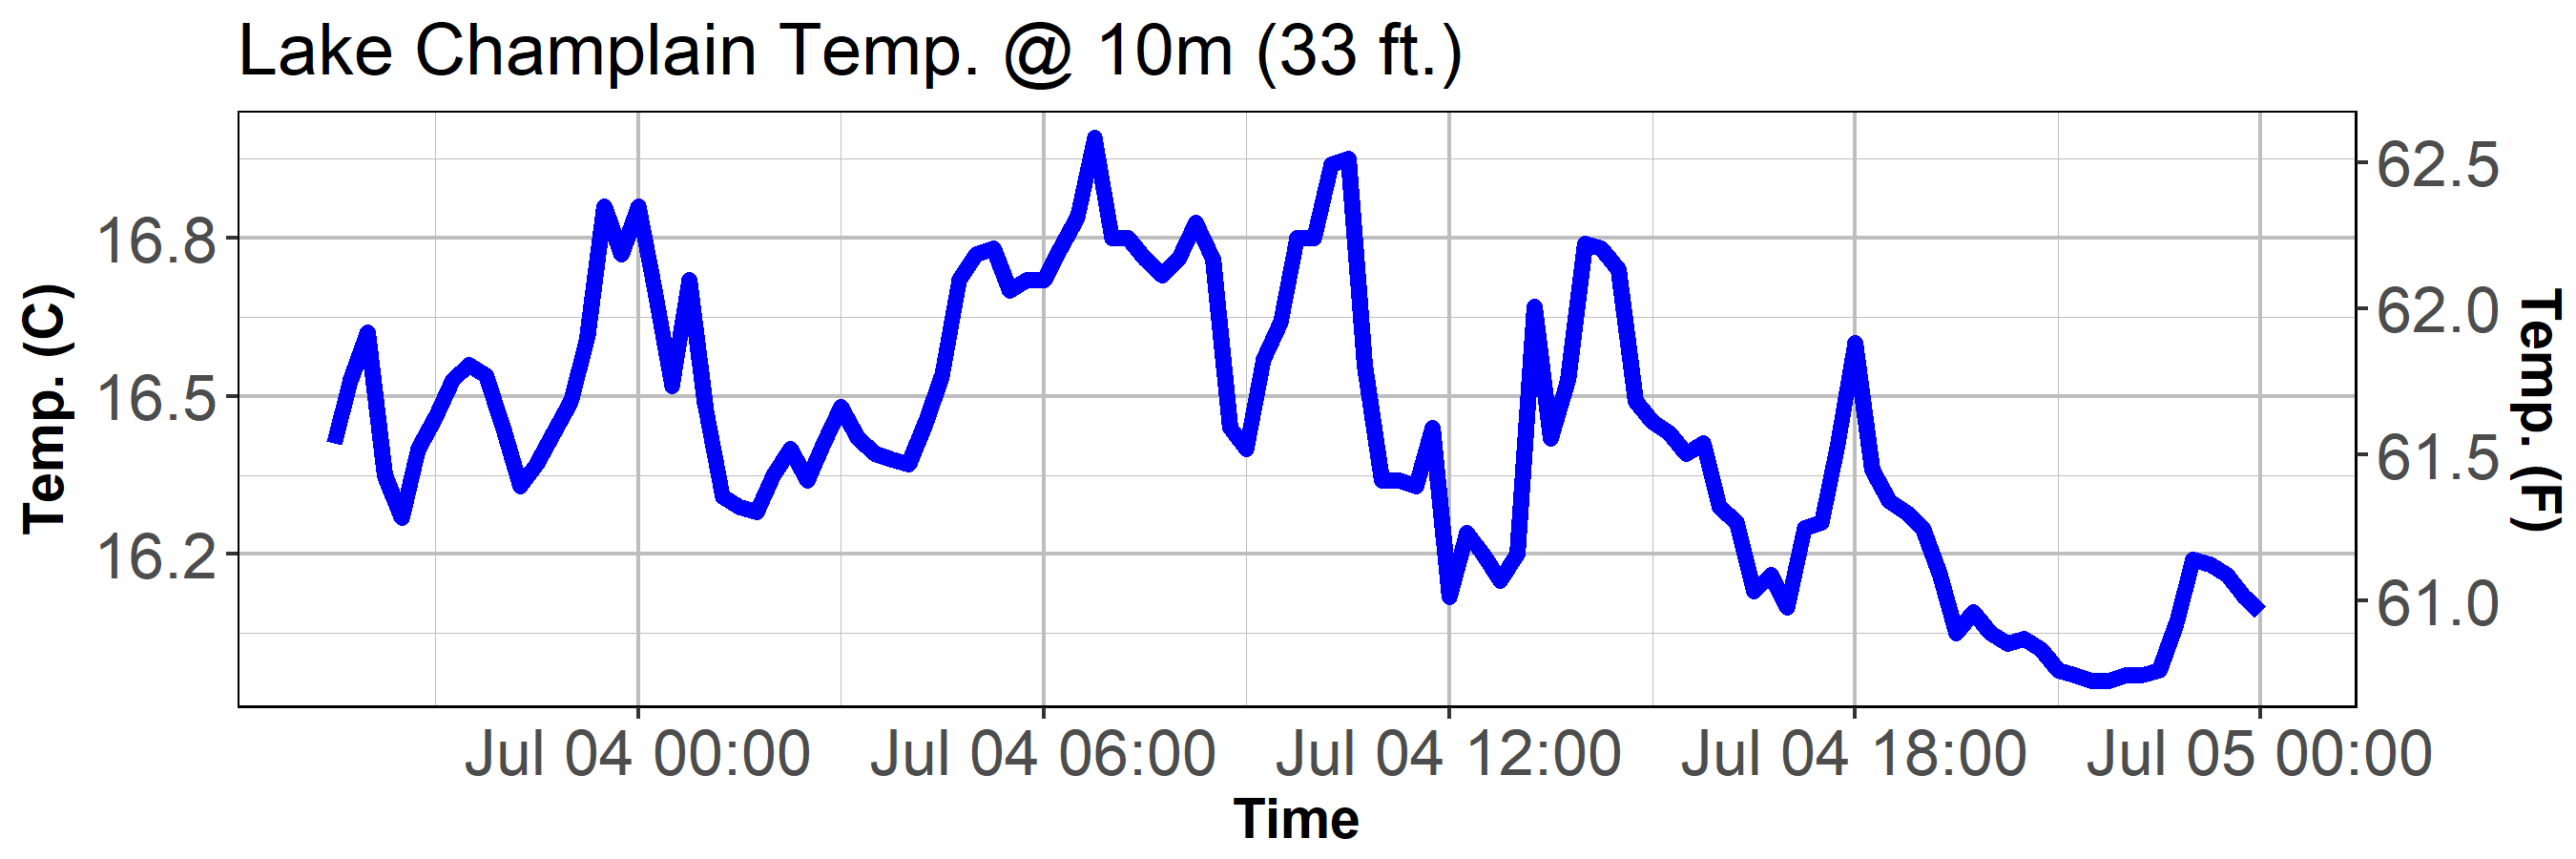 Lake Champlain Temp. @ 10m (33 ft.)
Temp. (C)
16.8
16.5
16.2
62.5
62.0
61.5
61.0
Temp. (F)
Jul 04 00:00 Jul 04 06:00 Jul 04 12:00 Jul 04 18:00 Jul 05 00:00
Time